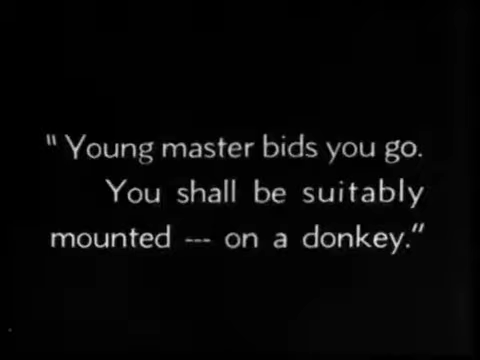 " Young master bids you go.
You shall be suitably
mounted --- on a donkey."